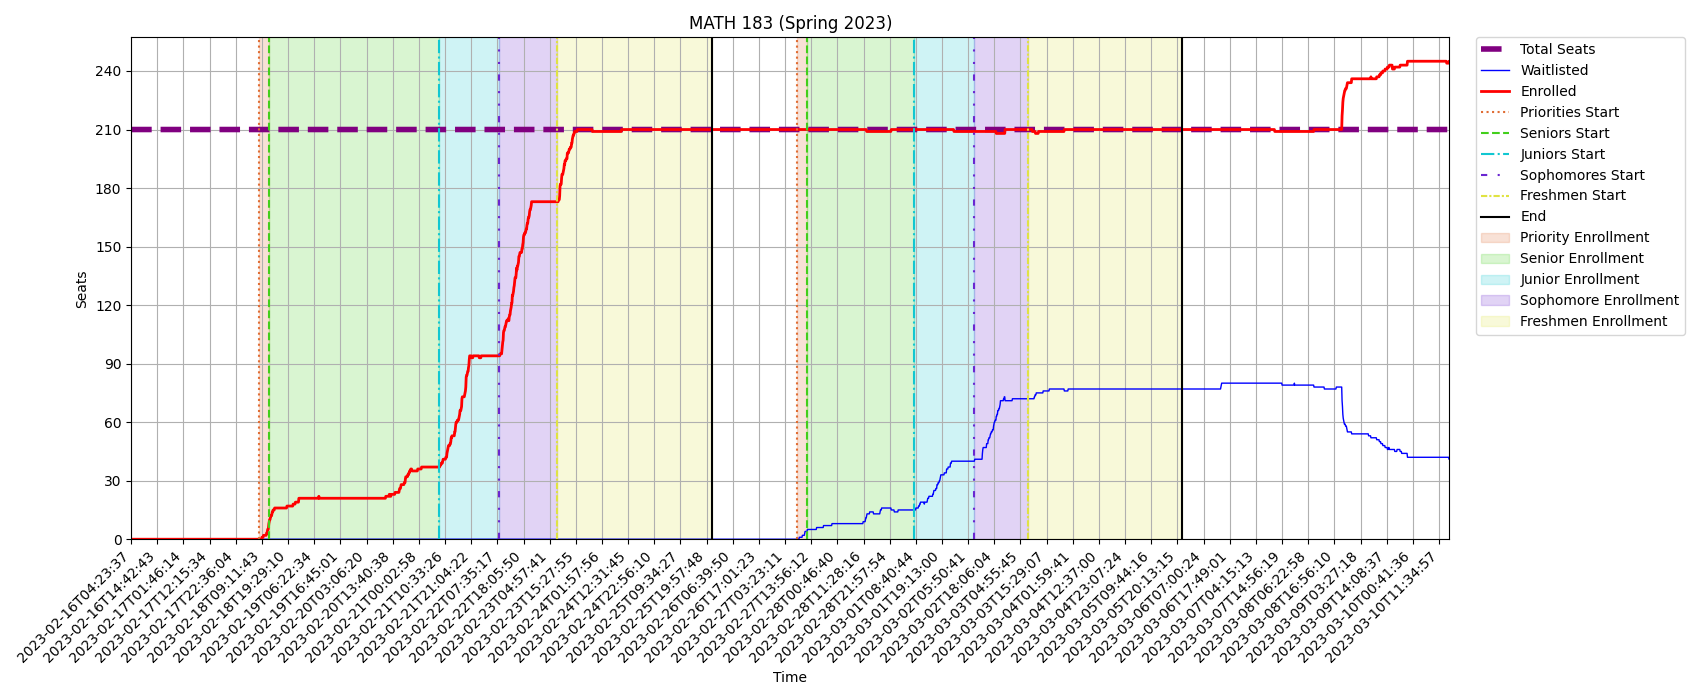 MATH 183 (Spring 2023)
Seats
240
210
180
150
120
90
60
30
0
2023-02-16T04:23:37
2023-02-16T14:42:43
2023-02-17T01:46:14
2023-02-17T12:15:34
2023-02-17T22:36:04
2023-02-18T09:11:43
2023-02-18T19:29:10
2023-02-19T06:22:34
2023-02-19T16:45:01
2023-02-20T03:06:20
2023-02-20T13:40:38
2023-02-21T00:02:58
2023-02-21T10:33:26
2023-02-21T21:04:22
2023-02-22T07:35:17
2023-02-22T18:05:50
2023-02-23T04:57:41
2023-02-23T15:27:55
2023-02-24T01:57:56
2023-02-24T12:31:45
2023-02-24T22:56:10
2023-02-25T09:34:27
2023-02-25T19:57:48
2023-02-26T06:39:50
2023-02-26T17:01:23
2023-02-27T03:23:11
2023-02-27T13:56:12
2023-02-28T00:46:40
2023-02-28T11:28:16
2023-02-28T21:57:54
2023-03-01T08:40:44
2023-03-01T19:13:00
2023-03-02T05:50:41
2023-03-02T18:06:04
2023-03-03T04:55:45
2023-03-03T15:29:07
2023-03-04T01:59:41
2023-03-04T12:37:00
2023-03-04T23:07:24
2023-03-05T09:44:16
2023-03-05T20:13:15
2023-03-06T07:00:24
2023-03-06T17:49:01
2023-03-07T04:15:13
2023-03-07T14:56:19
2023-03-08T06:22:58
2023-03-08T16:56:10
2023-03-09T03:27:18
2023-03-09T14:08:37
2023-03-10T00:41:36
2023-03-10T11:34:57
Time
Total Seats
Waitlisted
Enrolled
Priorities Start
Seniors Start
Juniors Start
Sophomores Start
Freshmen Start
End
Priority Enrollment
Senior Enrollment
Junior Enrollment
Sophomore Enrollment
Freshmen Enrollment